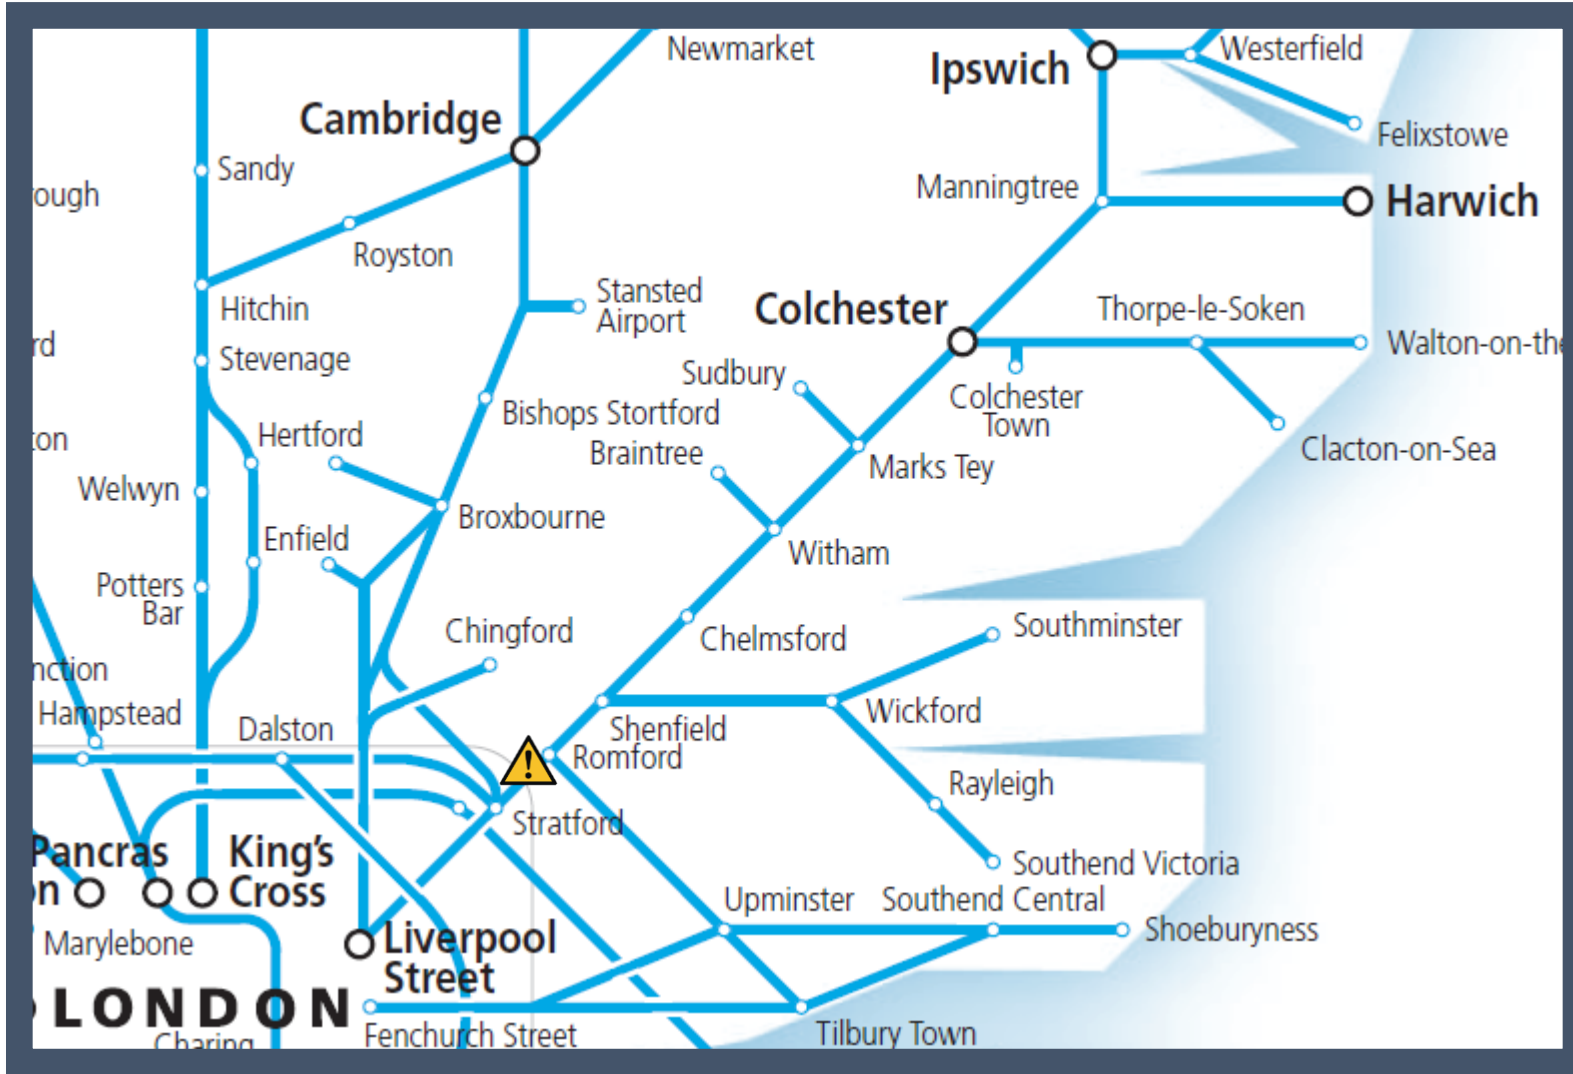 Newmarket
Ipswich
Westerfield
Cambridge
Felixstowe
Sandy
rough
Manningtree
Harwich
Royston
Hitchin
Stansted
Airport
Colchester
Thorpe-le-Soken
rd
Stevenage
Walton-on-the
Sudbury
Colchester
Town
Bishops Stortford
ton
Hertford
Braintree
Marks Tey
Clacton-on-Sea
Welwyn
Broxbourne
Enfield
Witham
Potters
Bar
Chingford
Chelmsford
Southminster
nction
Hampstead
Dalston
Shenfield
Wickford
Romford
Rayleigh
Stratford
Pancras
King's
Cross
on
Southend Victoria
Upminster
Southend Central
Marylebone
Liverpool
Street
Shoeburyness
LONDON
Charing
Fenchurch Street
Tilbury Town